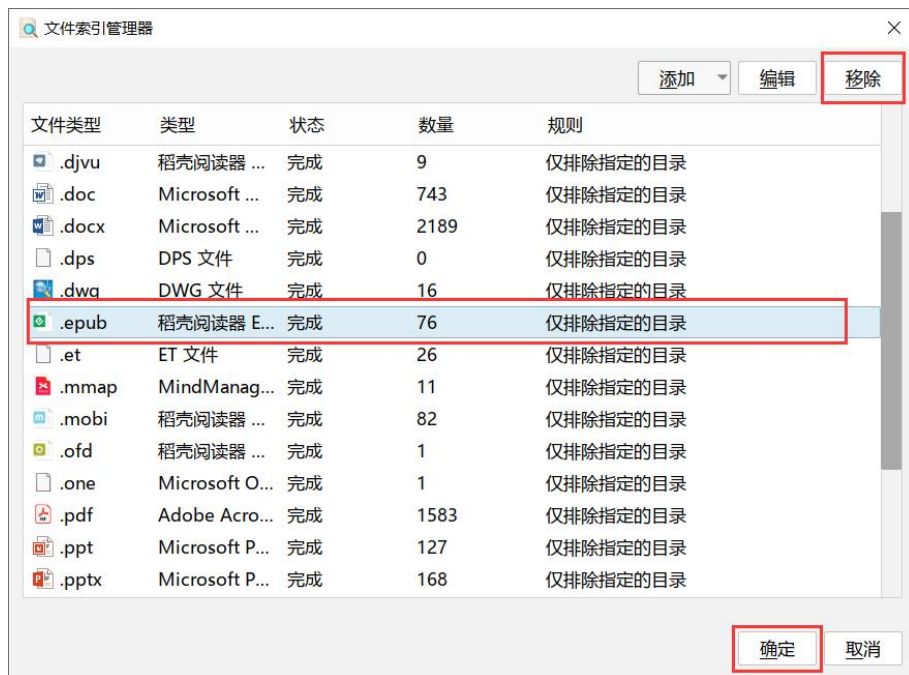 文件索引管理器
添加 编辑 移除
文件类型 类型 状态 数量 规则
.djvu 稻壳阅读器 ... 完成 9 仅排除指定的目录
.doc Microsoft ... 完成 743 仅排除指定的目录
.docx Microsoft ... 完成 2189 仅排除指定的目录
.dps DPS 文件 完成 0 仅排除指定的目录
.dwg DWG 文件 完成 16 仅排除指定的目录
.epub 稻壳阅读器 E... 完成 76 仅排除指定的目录
.et ET 文件 完成 26 仅排除指定的目录
.mmap MindManag... 完成 11 仅排除指定的目录
.mobi 稻壳阅读器 ... 完成 82 仅排除指定的目录
.ofd 稻壳阅读器 ... 完成 1 仅排除指定的目录
.one Microsoft O... 完成 1 仅排除指定的目录
.pdf Adobe Acro... 完成 1583 仅排除指定的目录
.ppt Microsoft P... 完成 127 仅排除指定的目录
.pptx Microsoft P... 完成 168 仅排除指定的目录
确定 取消